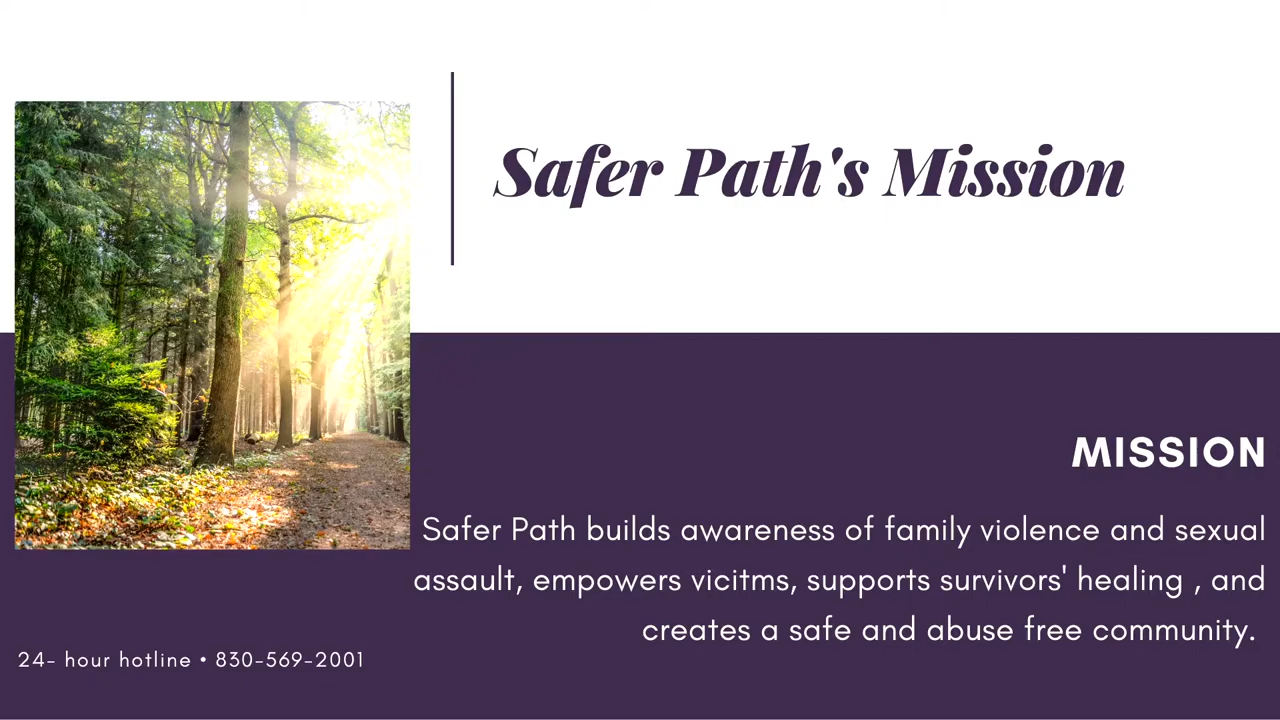 Safer Path's Mission
MISSION
Safer Path builds awareness of family violence and sexual
assault, empowers vicitms, supports survivors' healing , and
creates a safe and abuse free community.
24- hour hotline • 830-569-2001